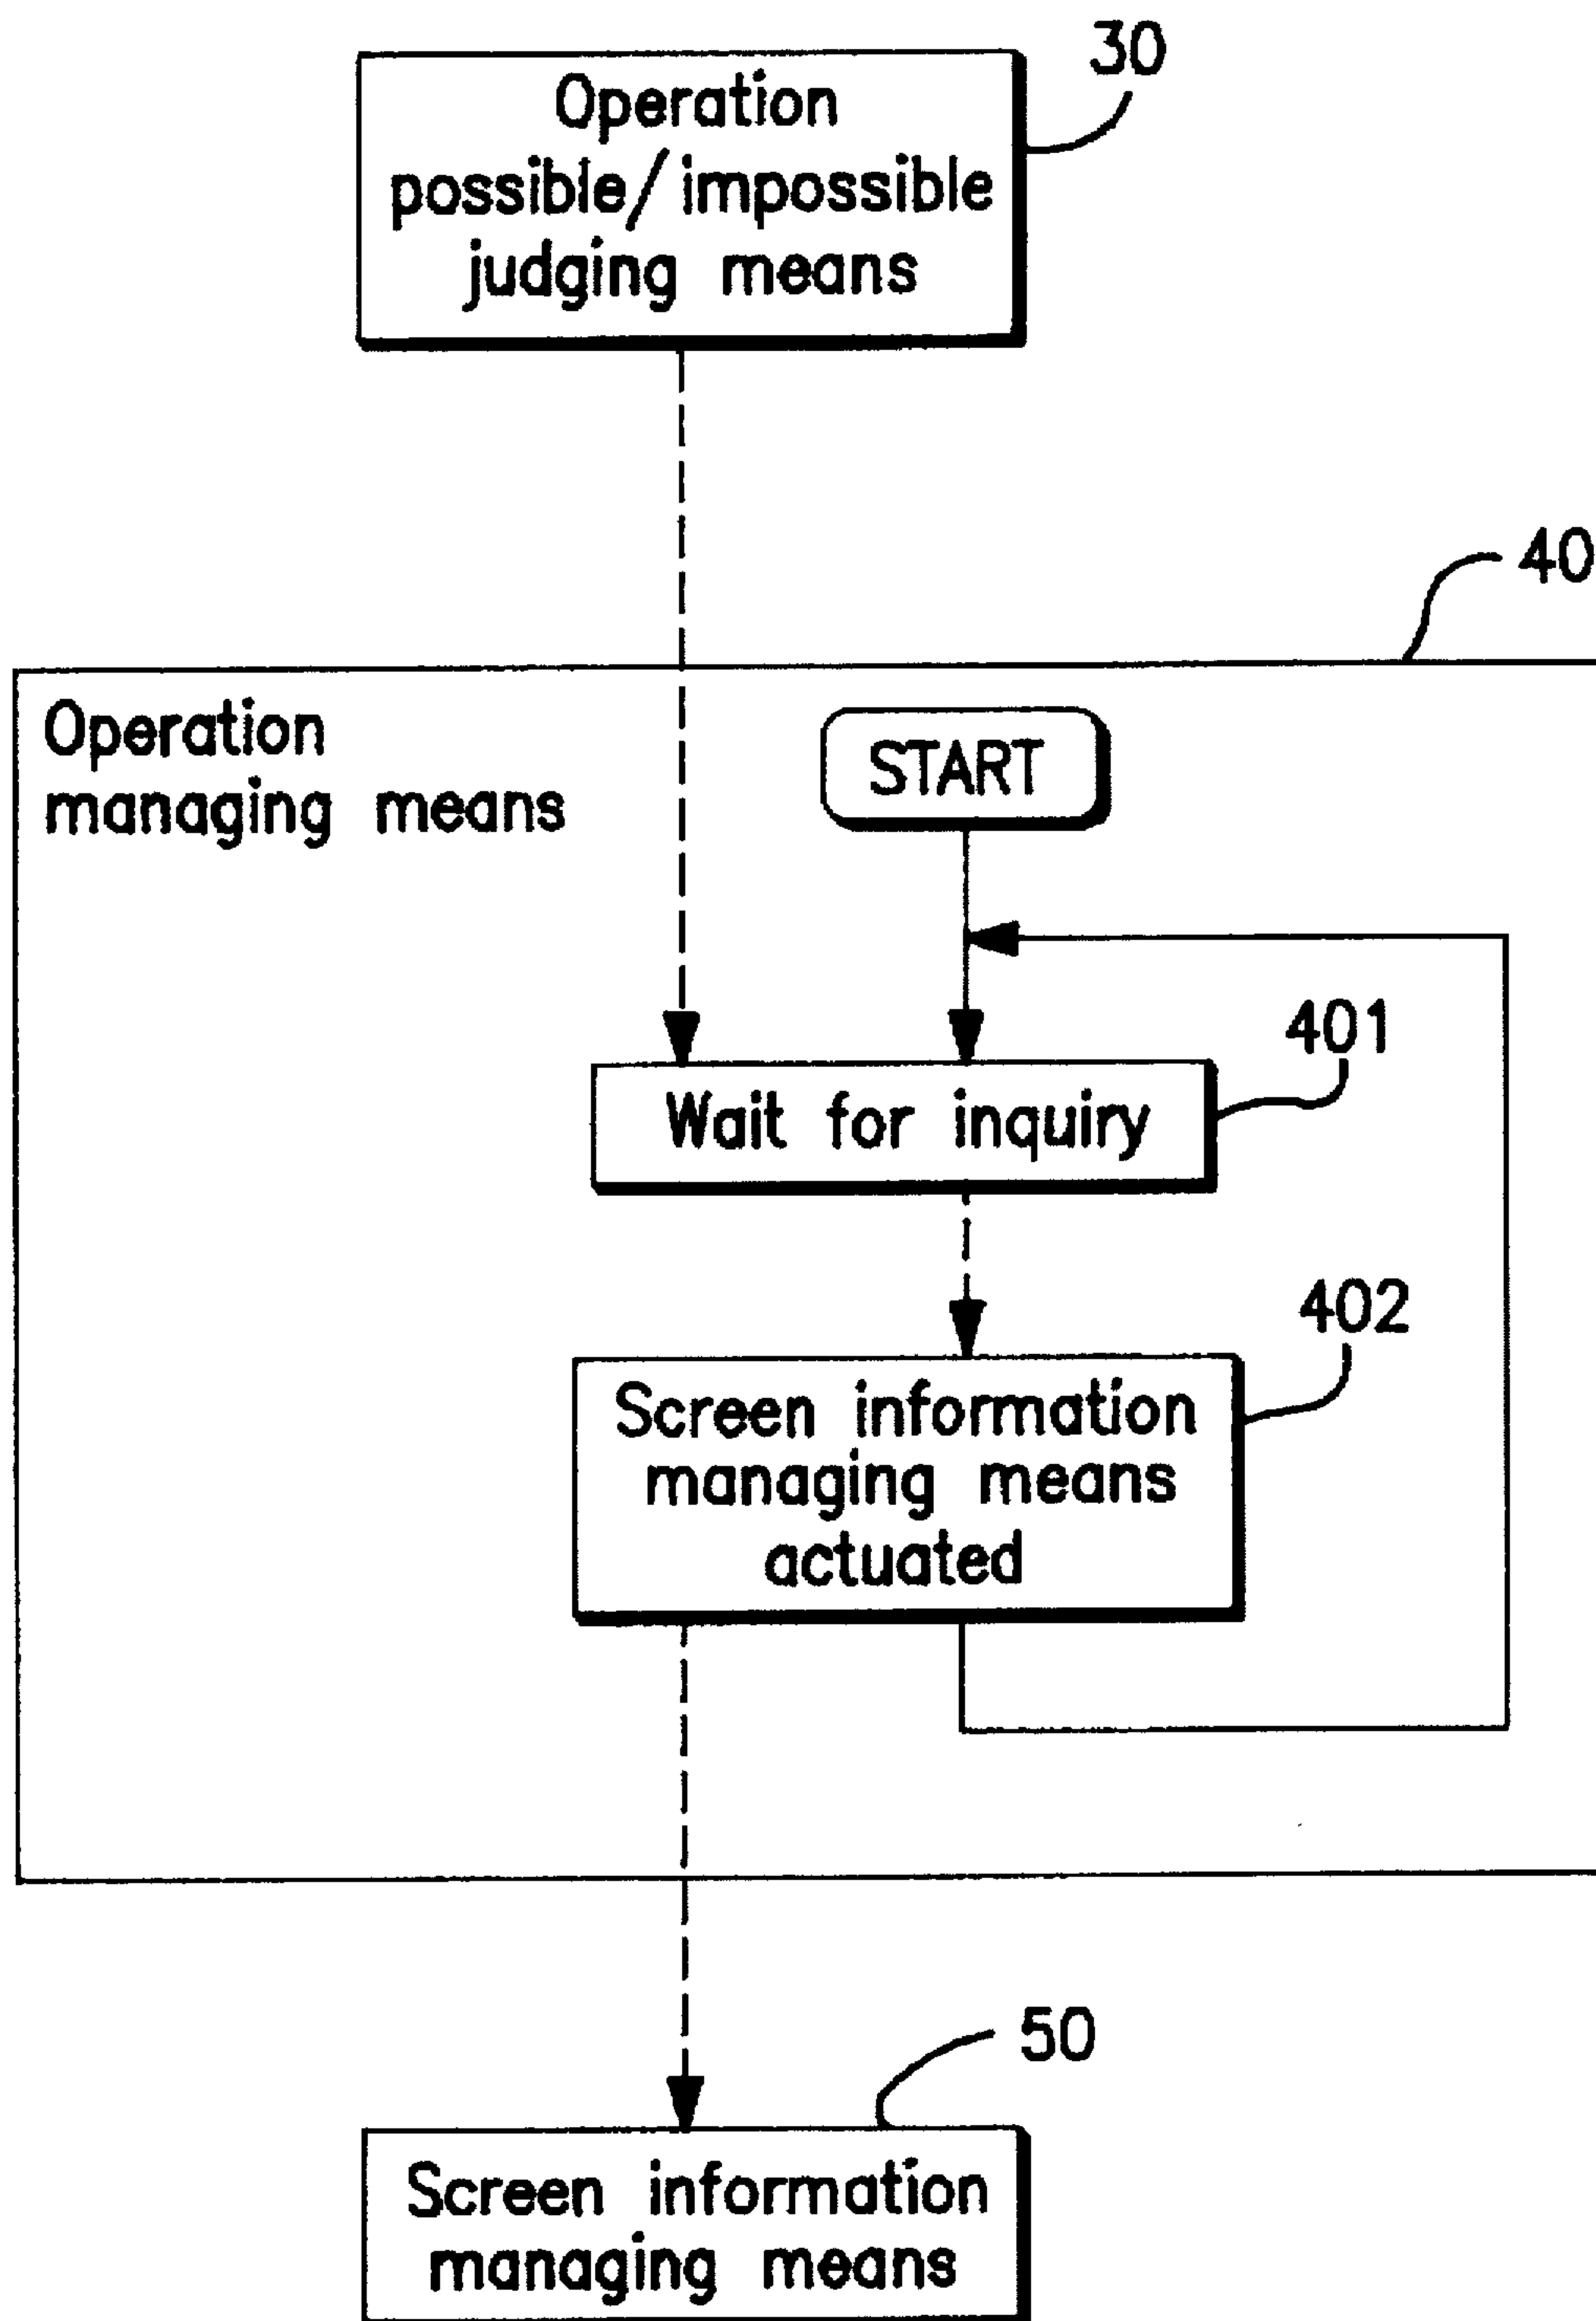 30
Operation
possible/impossible
judging means
40
Operation
managing means
START
401
Wait for inquiry
402
Screen information
managing means
actuated
50
Screen information
managing means